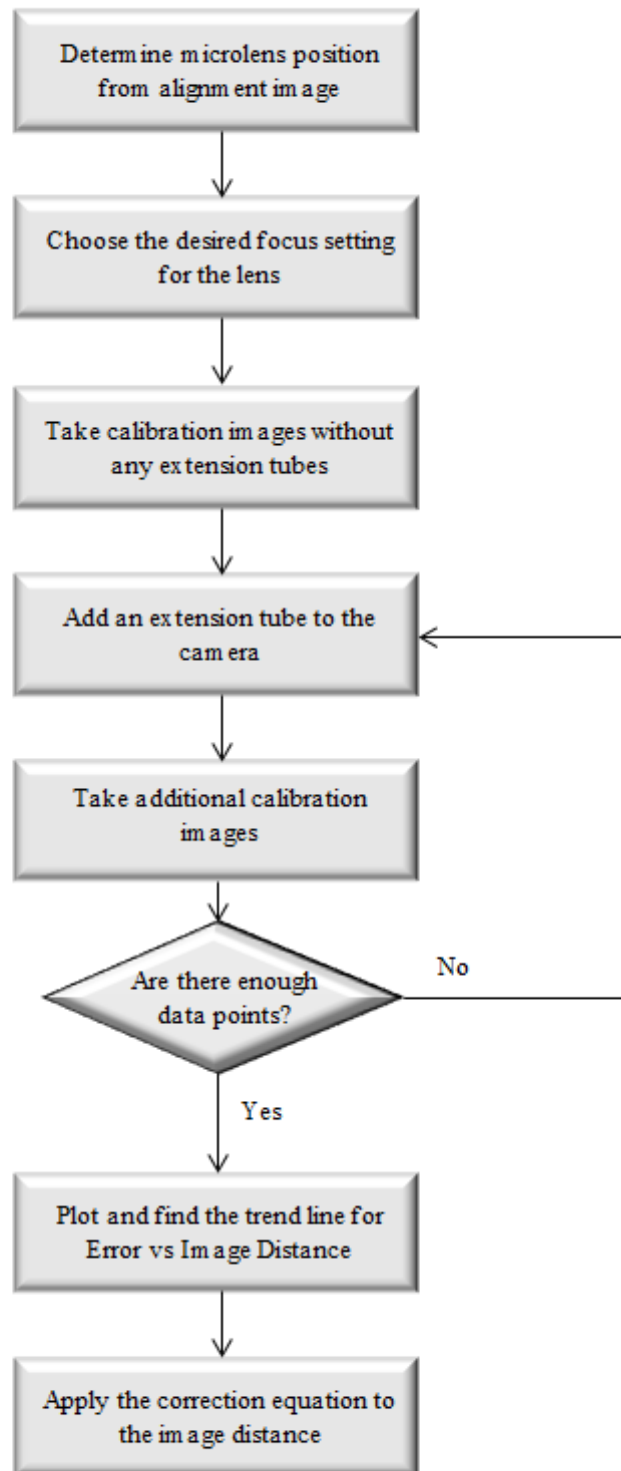 Determine microlens position
from alignment image
Choose the desired focus setting
for the lens
Take calibration images without
any extension tubes
Add an extension tube to the
camera
Take additional calibration
images
Are there enough
data points?
No
Yes
Plot and find the trend line for
Error vs Image Distance
Apply the correction equation to
the image distance